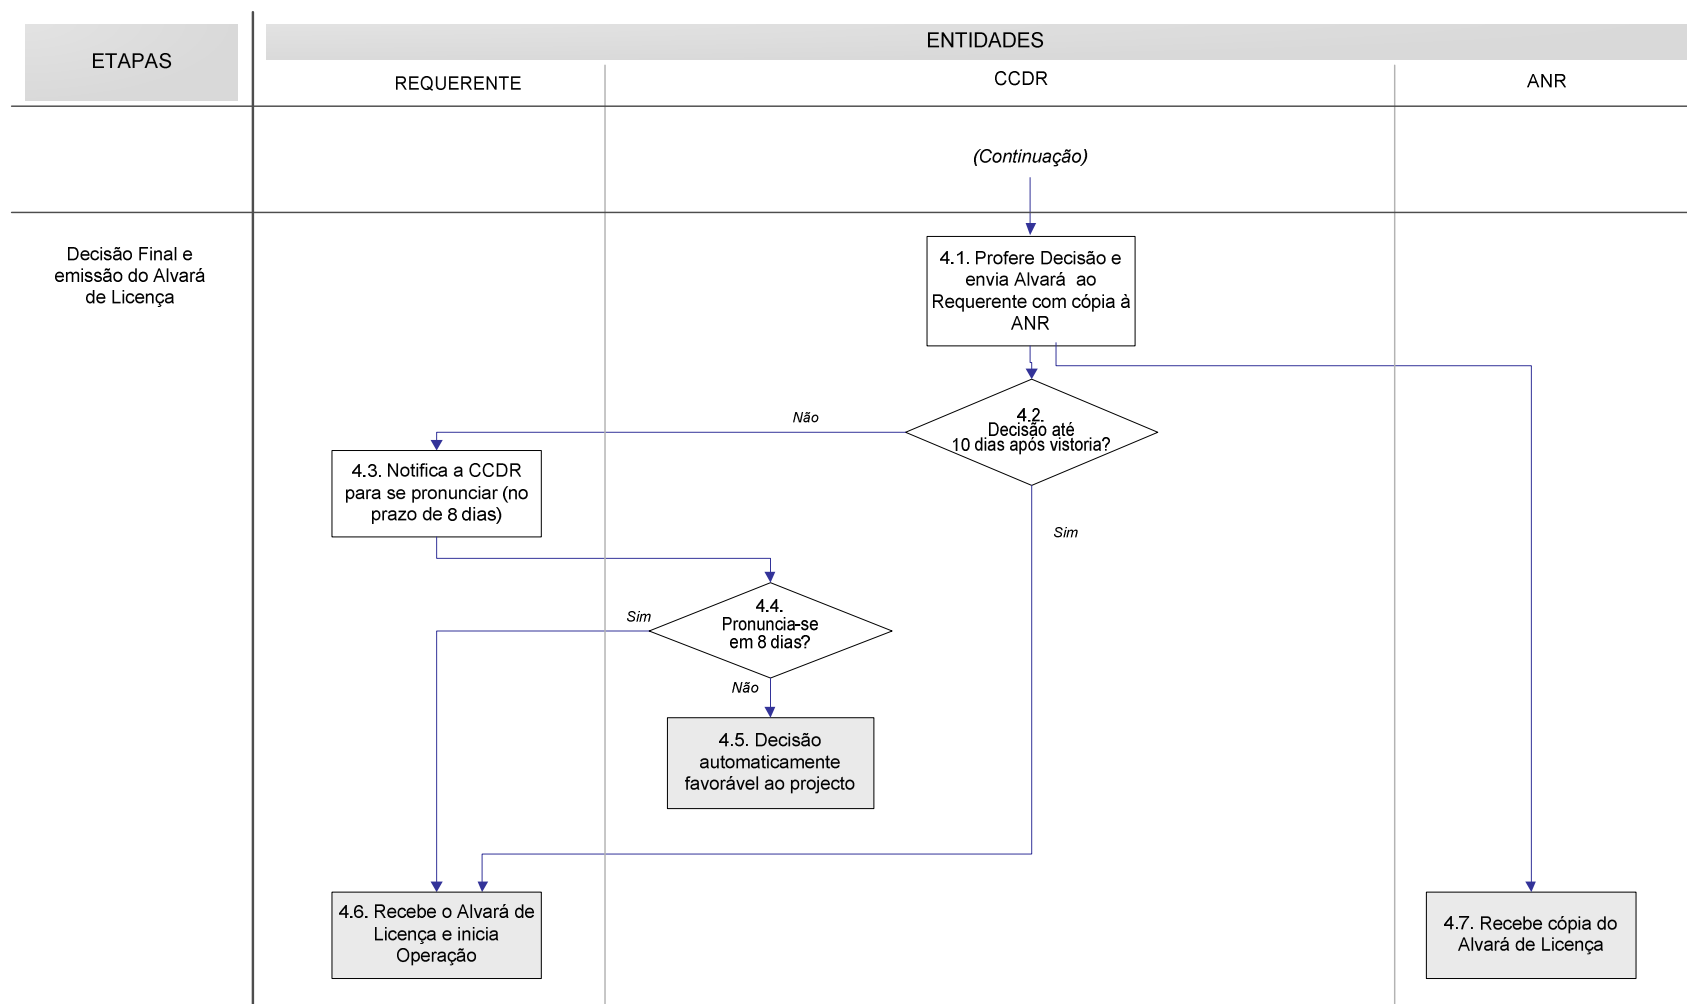 ETAPAS
ENTIDADES
REQUERENTE
CCDR
ANR
(Continuação)
Decisão Final e
emissão do Alvará
de Licença
4.1. Profere Decisão e
envia Alvará ao
Requerente com cópia à
ANR
4.2.
Decisão até
10 dias após vistoria?
Não
4.3. Notifica a CCDR
para se pronunciar (no
prazo de 8 dias)
Sim
4.4.
Pronuncia-se
em 8 dias?
Sim
Não
4.5. Decisão
automaticamente
favorável ao projecto
4.6. Recebe o Alvará de
Licença e inicia
Operação
4.7. Recebe cópia do
Alvará de Licença